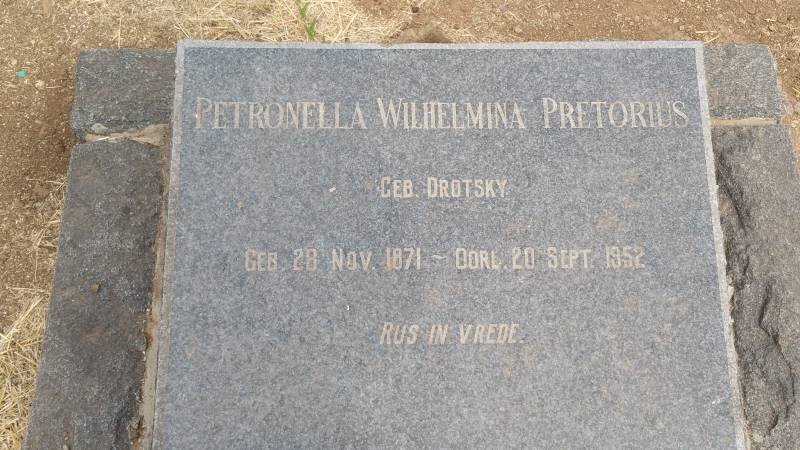 PETRONELLA WILHELMINA PRETORIUS
GEB. DROTSKY
GEB. 28 NOV. 1871 ~ OORL. 20 SEPT. 1952
RUS IN VREDE.